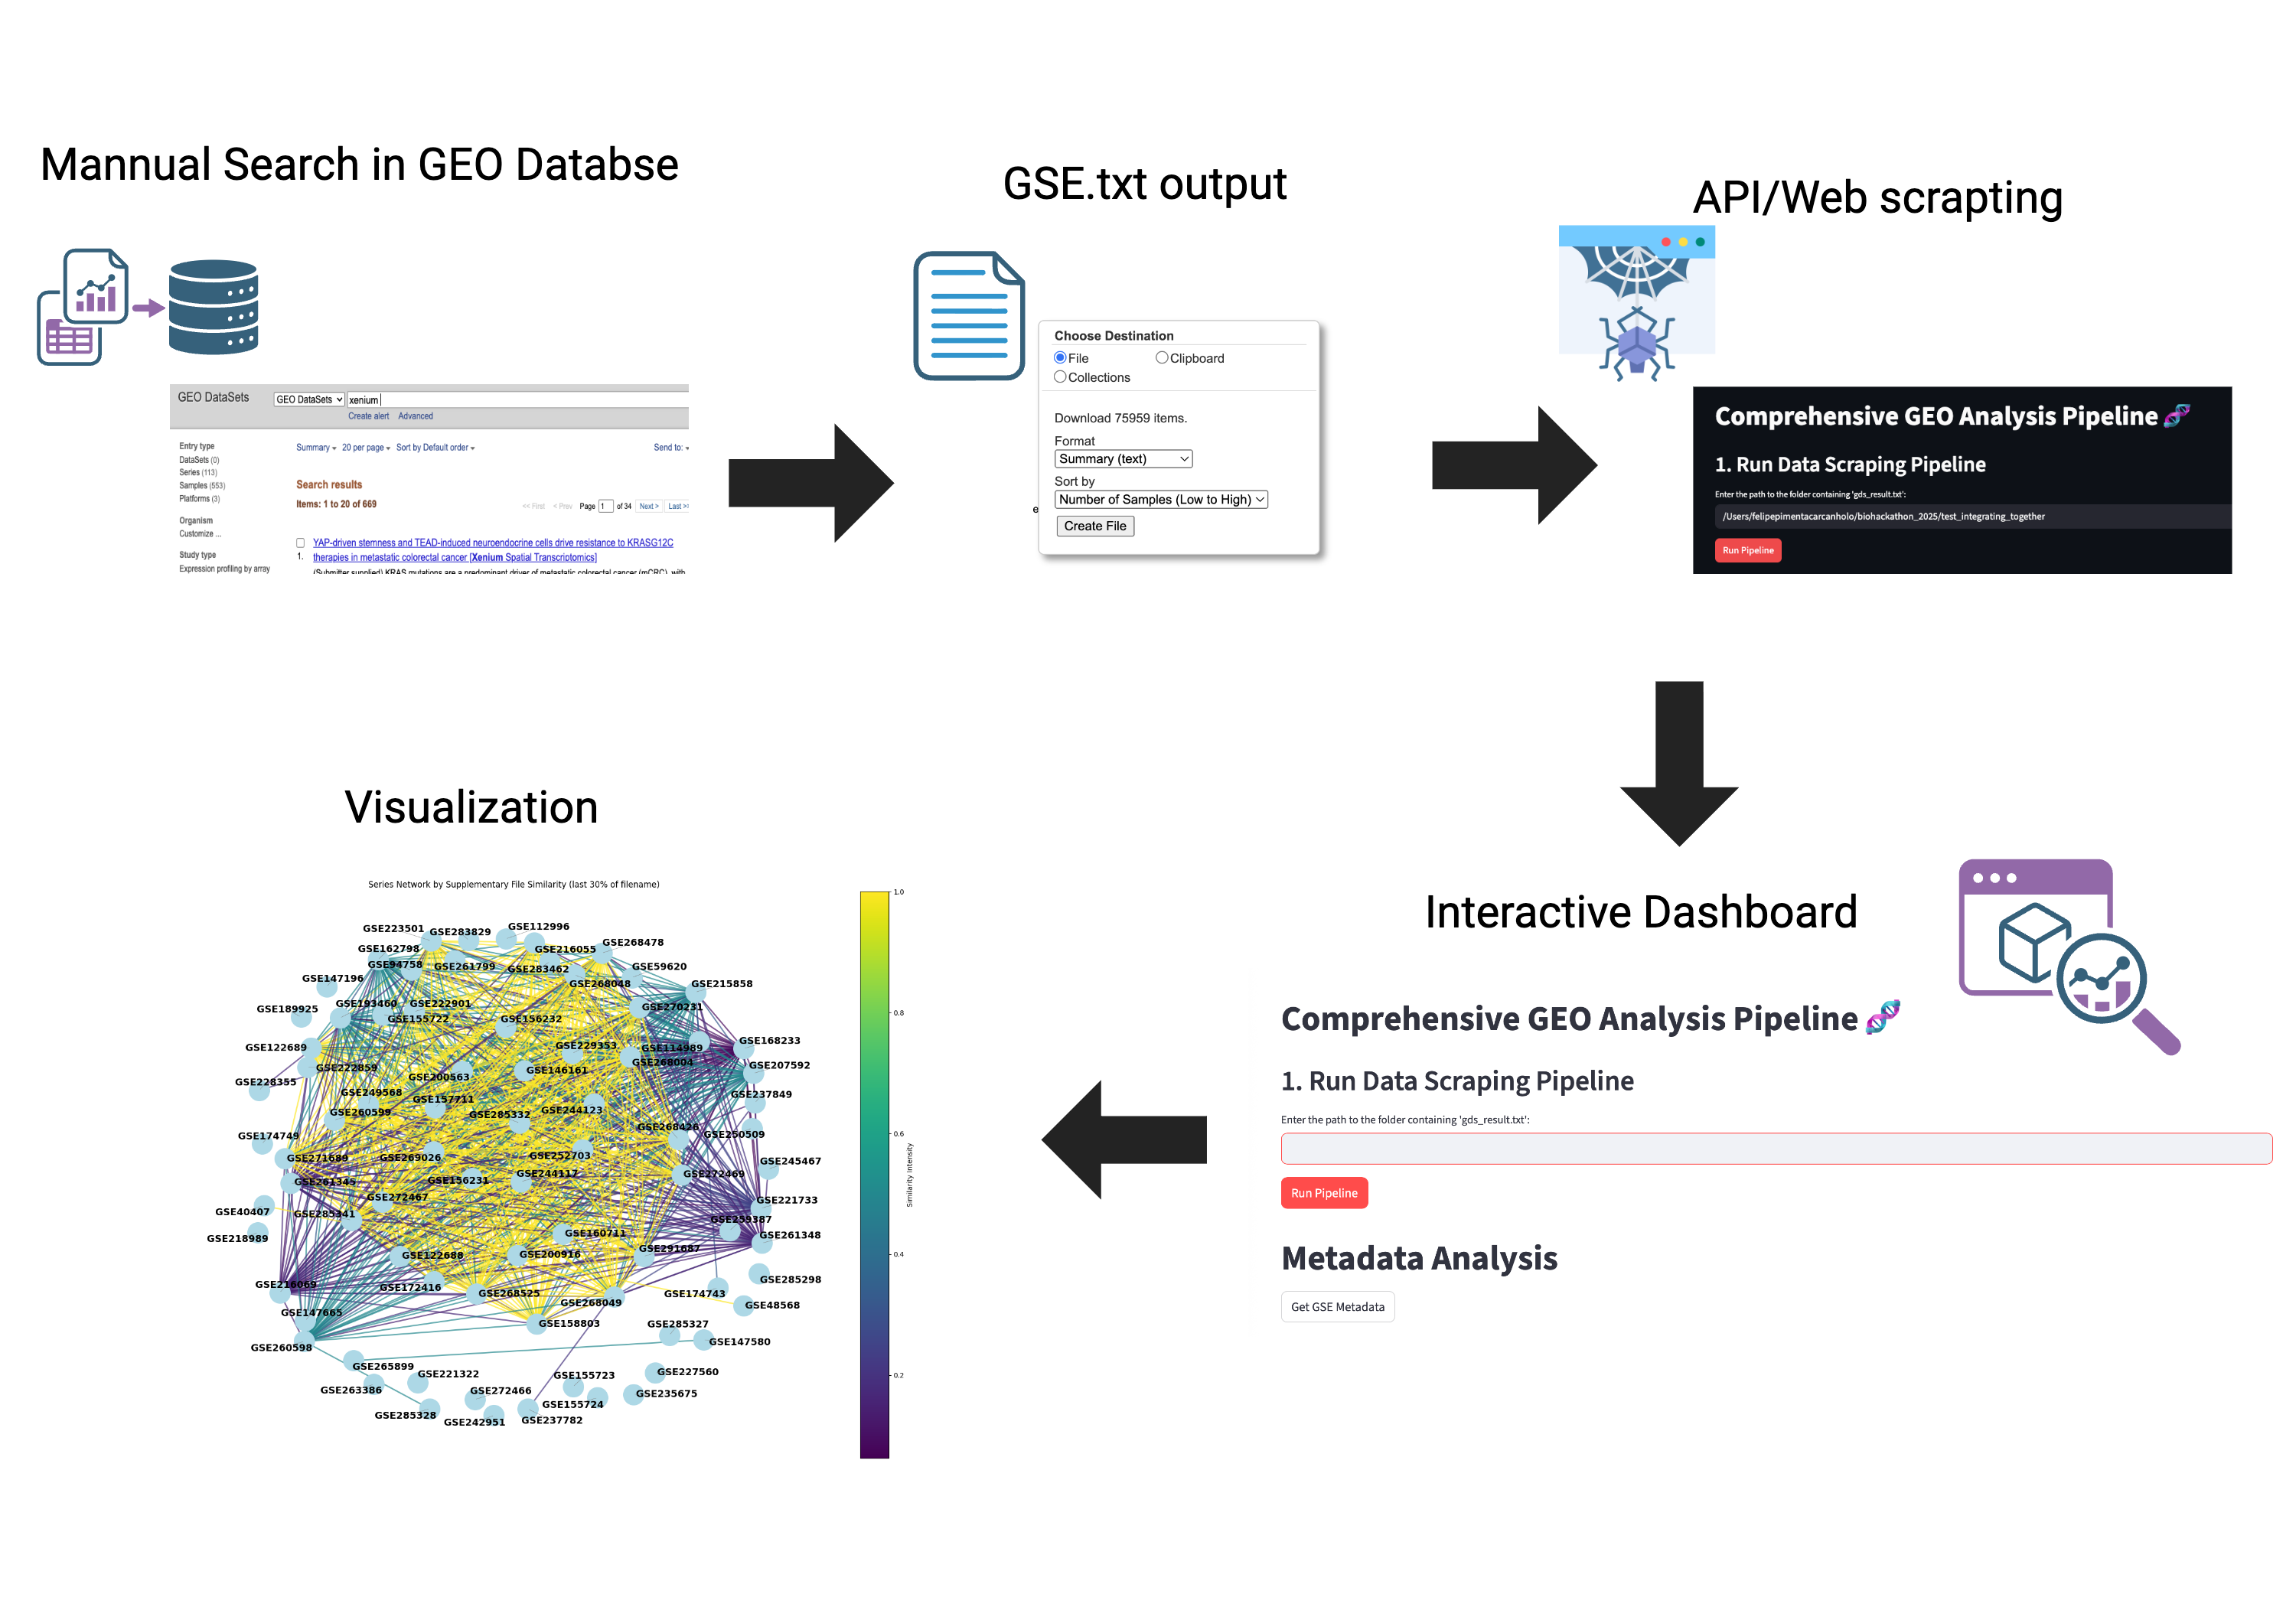 Mannual Search in GEO Databse
GEO DataSets
GEO DataSets
xenium
Create alert Advanced
Entry type
DataSets (0)
Series (113)
Samples (553)
Platforms (3)
Organism
Customize ...
Study type
Expression profiling by array
Summary 20 per page Sort by Default order
Send to:
Search results
Items: 1 to 20 of 669
<< First < Prev Page 1 of 34 Next > Last >>
YAP-driven stemness and TEAD-induced neuroendocrine cells drive resistance to KRASG12C
1. therapies in metastatic colorectal cancer [Xenium Spatial Transcriptomics]
(Submitter supplied) KRAS mutations are a predominant driver of metastatic colorectal cancer (mCRC), with
GSE.txt output
Choose Destination
File Clipboard
Collections
Download 75959 items.
Format
Summary (text)
Sort by
e
Number of Samples (Low to High)
Create File
API/Web scrapting
Comprehensive GEO Analysis Pipeline 🧬
1. Run Data Scraping Pipeline
Enter the path to the folder containing 'gds_result.txt':
/Users/felipepimentacarcanholo/biohackathon_2025/test_integrating_together
Run Pipeline
Interactive Dashboard
Comprehensive GEO Analysis Pipeline 🧬
1. Run Data Scraping Pipeline
Enter the path to the folder containing 'gds_result.txt':
Run Pipeline
Metadata Analysis
Get GSE Metadata
Visualization
Series Network by Supplementary File Similarity (last 30% of filename)
GSE223501
GSE283829
GSE112996
GSE162798
GSE216055
GSE268478
GSE94758
GSE261799
GSE283462
GSE59620
GSE147196
GSE268048
GSE215858
GSE189925
GSE193460
GSE222901
GSE270231
GSE155722
GSE156232
GSE122689
GSE229353
GSE114989
GSE168233
GSE222859
GSE268004
GSE207592
GSE228355
GSE200563
GSE146161
GSE249568
GSE157711
GSE237849
GSE260599
GSE285332
GSE244123
GSE174749
GSE268426
GSE250509
GSE271689
GSE269026
GSE252703
GSE245467
GSE261345
GSE156231
GSE244117
GSE272469
GSE272467
GSE221733
GSE40407
GSE285341
GSE259387
GSE218989
GSE160711
GSE261348
GSE122688
GSE200916
GSE291687
GSE216069
GSE172416
GSE268525
GSE268049
GSE174743
GSE285298
GSE147665
GSE158803
GSE48568
GSE260598
GSE285327
GSE147580
GSE265899
GSE221322
GSE155723
GSE227560
GSE263386
GSE272466
GSE155724
GSE235675
GSE285328
GSE242951
GSE237782
1.0
0.8
0.6
0.4
0.2
Similarity Intensity